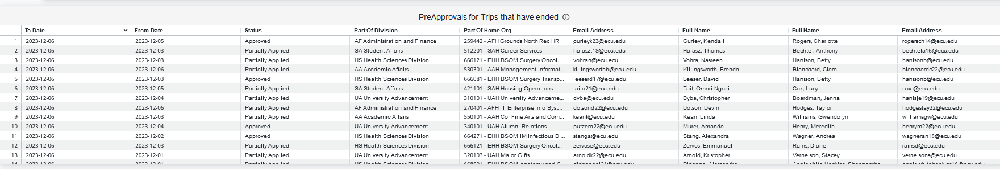 PreApprovals for Trips that have ended
To Date From Date Status Part Of Division Part Of Home Org Email Address Full Name Full Name Email Address
1 2023-12-06 2023-12-05 Approved AF Administration and Finance 259442 - AFH Grounds North Rec HR gurleyk23@ecu.edu Gurley, Kendall Rogers, Charlotte rogersch14@ecu.edu
2 2023-12-06 2023-12-03 Partially Applied SA Student Affairs 512201 - SAH Career Services halaszt18@ecu.edu Halasz, Thomas Bechtel, Anthony bechtela16@ecu.edu
3 2023-12-06 2023-12-03 Partially Applied HS Health Sciences Division 666121 - EHH BSOM Surgery Oncol... vohran@ecu.ecu Vohra, Nasreen Harrison, Betty harrisonb@ecu.edu
4 2023-12-06 2023-12-06 Partially Applied AA Academic Affairs 530301 - AAH Management Informat... killingsworthb@ecu.edu Killingsworth, Brenda Blanchard, Clara blanchardc22@ecu.edu
5 2023-12-06 2023-12-03 Approved HS Health Sciences Division 666081 - EHH BSOM Surgery Transp... leeserd17@ecu.edu Leeser, David Harrison, Betty harrisonb@ecu.edu
6 2023-12-06 2023-12-05 Partially Applied SA Student Affairs 421101 - SAH Housing Operations taito21@ecu.edu Tait, Omari Ngozi Cox, Lucy coxl@ecu.edu
7 2023-12-06 2023-12-04 Partially Applied UA University Advancement 310101 - UAH University Advanceme... dyba@ecu.edu Dyba, Christopher Boardman, Jenna harrisje19@ecu.edu
8 2023-12-06 2023-12-06 Partially Applied AF Administration and Finance 270401 - AFH IT Enterprise Info Syst... dotsond22@ecu.edu Dotson, Devin Hodges, Taylor hodgestay22@ecu.edu
9 2023-12-06 2023-12-03 Partially Applied AA Academic Affairs 550101 - AAH Col Fine Arts and Com... keanl@ecu.edu Kean, Linda Williams, Gwendolyn williamsgw@ecu.edu
10 2023-12-06 2023-12-04 Approved UA University Advancement 340101 - UAH Alumni Relations putzera22@ecu.edu Murer, Amanda Henry, Meredith henrym22@ecu.edu
11 2023-12-06 2023-12-02 Approved HS Health Sciences Division 664271 - EHH BSOM IM Infectious Di... stanga@ecu.edu Stang, Alexandra Wagner, Andrea wagneran18@ecu.edu
12 2023-12-06 2023-12-03 Partially Applied HS Health Sciences Division 666121 - EHH BSOM Surgery Oncol... zervose@ecu.edu Zervos, Emmanuel Rains, Diane rainsd@ecu.edu
13 2023-12-06 2023-12-01 Partially Applied UA University Advancement 320103 - UAH Major Gifts arnoldk22@ecu.edu Arnold, Kristopher Vernelson, Stacey vernelsons@ecu.edu
14 2023-12-06 2023-12-01 Partially Applied HS Health Sciences Division